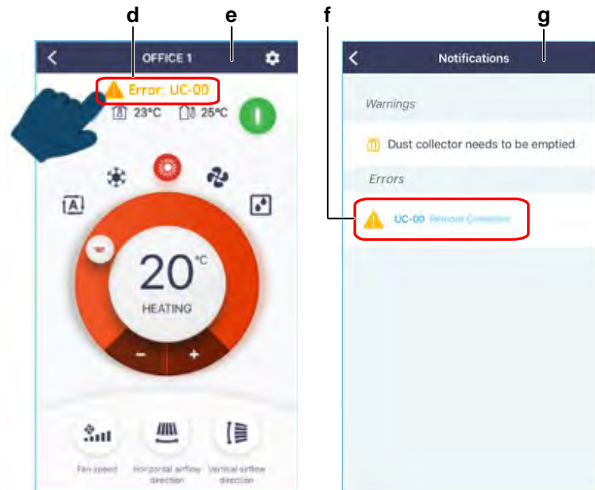 d
e
f
g
OFFICE 1
Error: UC-00
23°C
25°C
A
20°C
HEATING
-
+
Fan speed
Horizontal airflow direction
Vertical airflow direction
Notifications
Warnings
Dust collector needs to be emptied
Errors
UC-00 Remote Controller